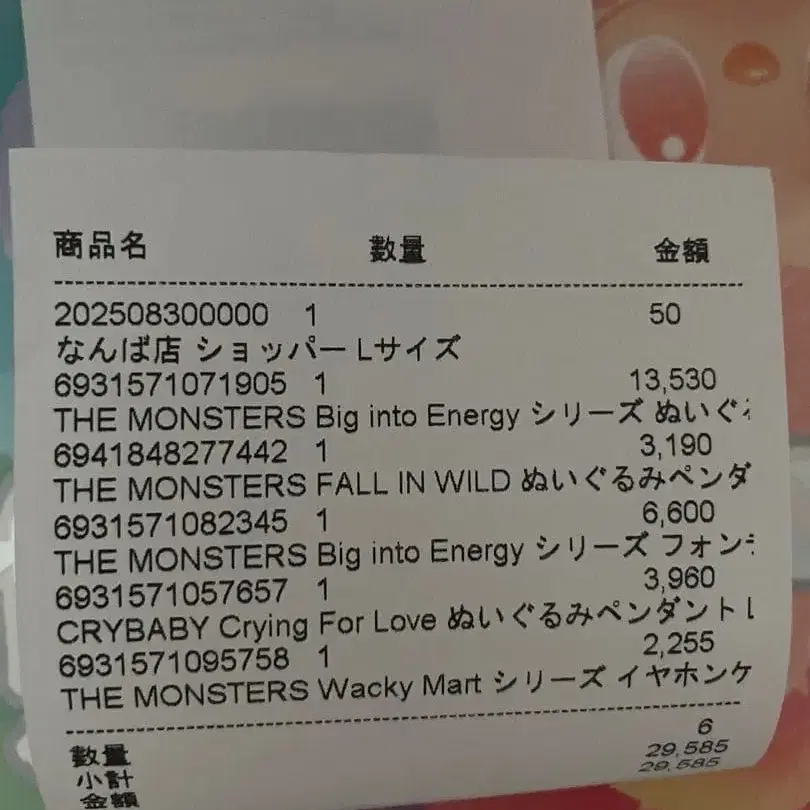 商品名 數量 金額
202508300000 1 50
なんば店 ショッパー Lサイズ
6931571071905 1 13,530
THE MONSTERS Big into Energy シリーズ ぬいぐ
6941848277442 1 3,190
THE MONSTERS FALL IN WILD ぬいぐるみペンダ
6931571082345 1 6,600
THE MONSTERS Big into Energy シリーズ フォン
6931571057657 1 3,960
CRYBABY Crying For Love ぬいぐるみペンダント
6931571095758 1 2,255
THE MONSTERS Wacky Mart シリーズ イヤホンケ
數量 6
小計 29,585
金額 29,585